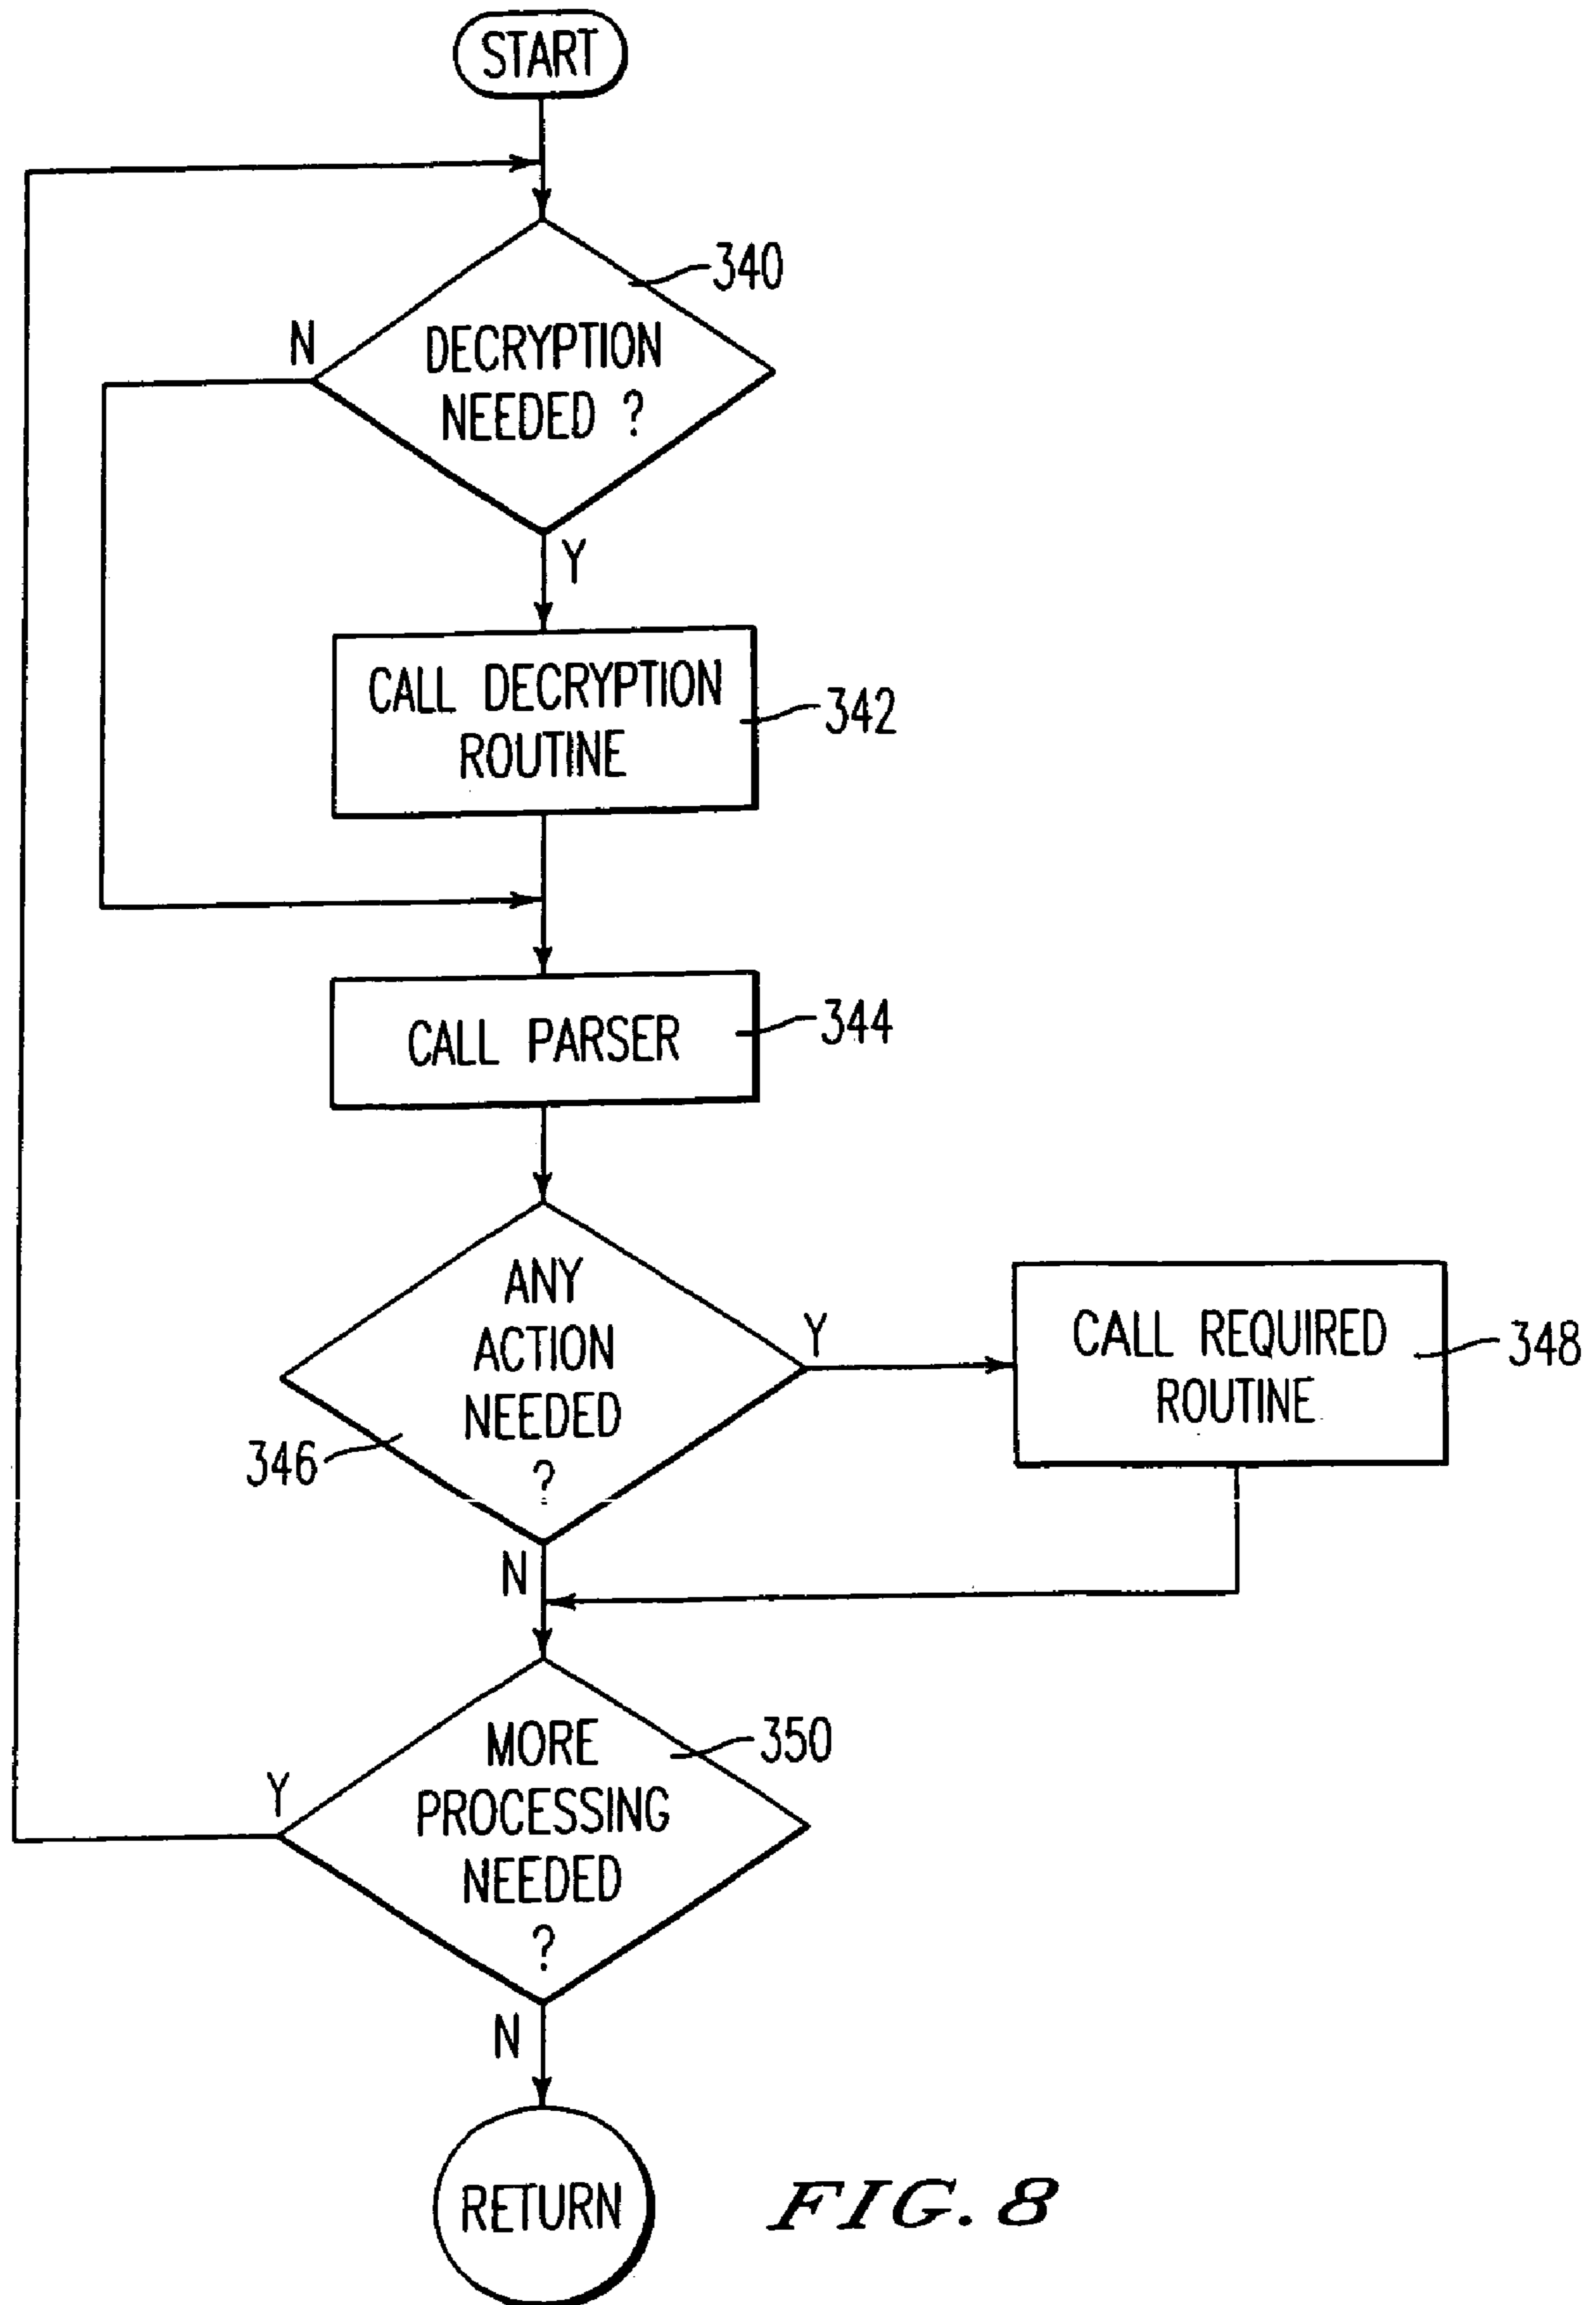 START
340
N
DECRYPTION
NEEDED ?
Y
CALL DECRYPTION
ROUTINE
342
CALL PARSER
344
ANY
ACTION
NEEDED
?
346
Y
CALL REQUIRED
ROUTINE
348
N
MORE
PROCESSING
NEEDED
?
350
Y
N
RETURN
FIG. 8